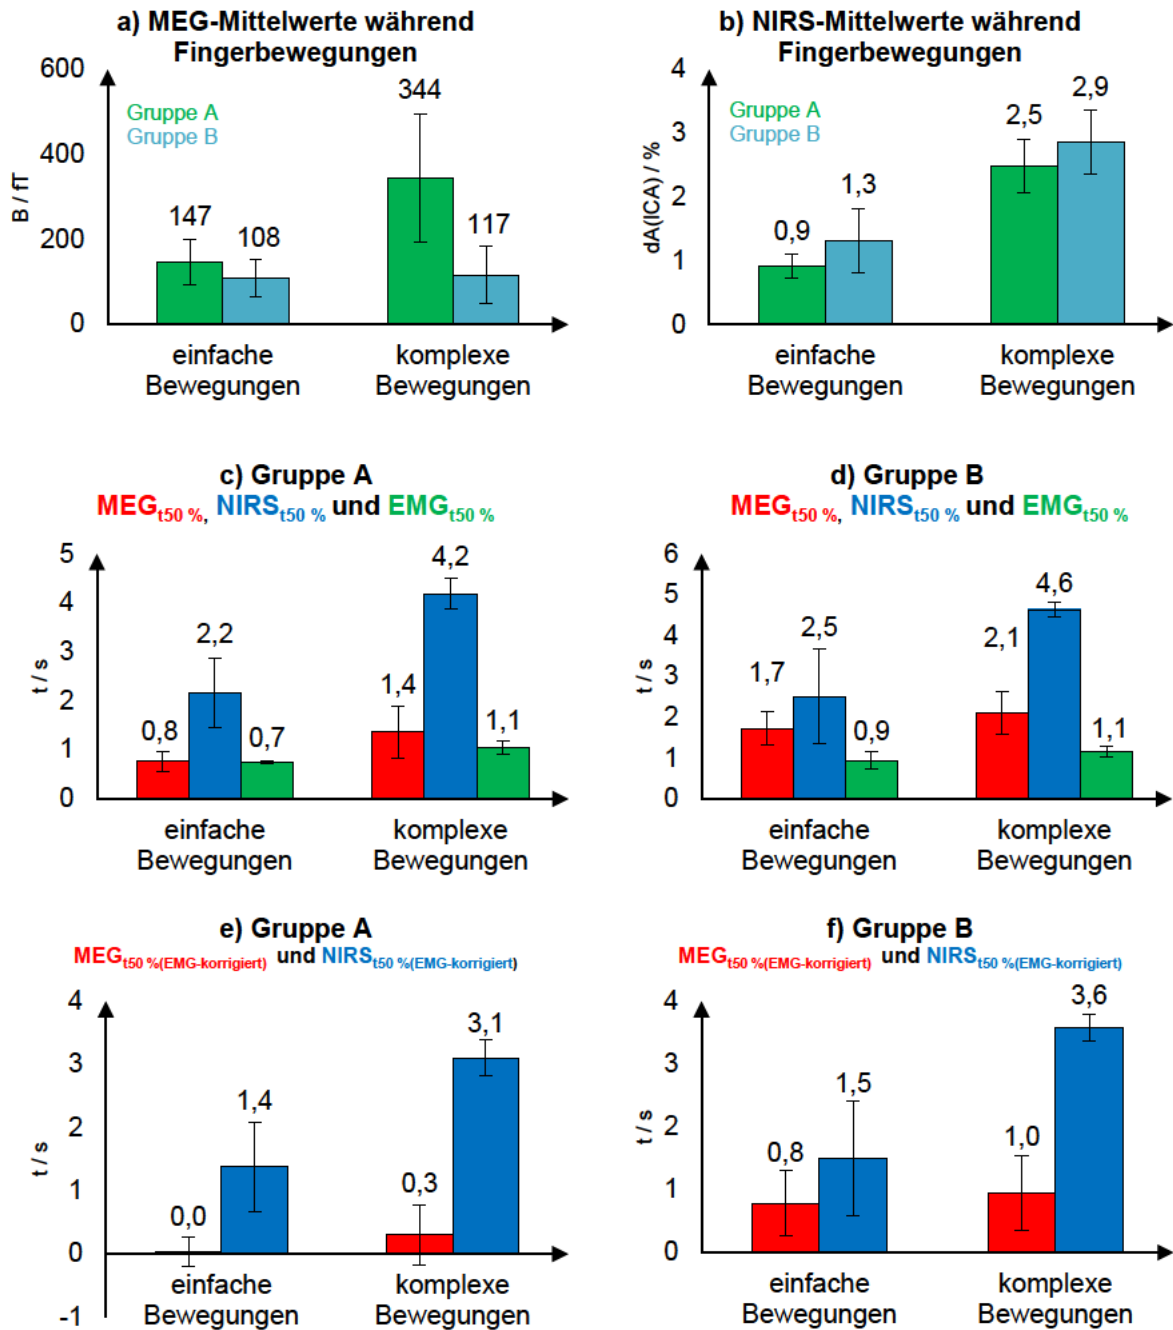 a) MEG-Mittelwerte während
Fingerbewegungen
600
400
200
0
B / fT
Gruppe A
Gruppe B
147
108
344
117
einfache
Bewegungen
komplexe
Bewegungen
b) NIRS-Mittelwerte während
Fingerbewegungen
4
3
2
1
0
dA(ICA) / %
Gruppe A
Gruppe B
0,9
1,3
2,5
2,9
einfache
Bewegungen
komplexe
Bewegungen
c) Gruppe A
MEGt50 %, NIRSt50 % und EMGt50 %
5
4
3
2
1
0
t / s
0,8
2,2
0,7
1,4
4,2
1,1
einfache
Bewegungen
komplexe
Bewegungen
d) Gruppe B
MEGt50 %, NIRSt50 % und EMGt50 %
6
5
4
3
2
1
0
t / s
1,7
2,5
0,9
2,1
4,6
1,1
einfache
Bewegungen
komplexe
Bewegungen
e) Gruppe A
MEGt50 %(EMG-korrigiert) und NIRSt50 %(EMG-korrigiert)
4
3
2
1
0
-1
t / s
0,0
1,4
0,3
3,1
einfache
Bewegungen
komplexe
Bewegungen
f) Gruppe B
MEGt50 %(EMG-korrigiert) und NIRSt50 %(EMG-korrigiert)
4
3
2
1
0
t / s
0,8
1,5
1,0
3,6
einfache
Bewegungen
komplexe
Bewegungen